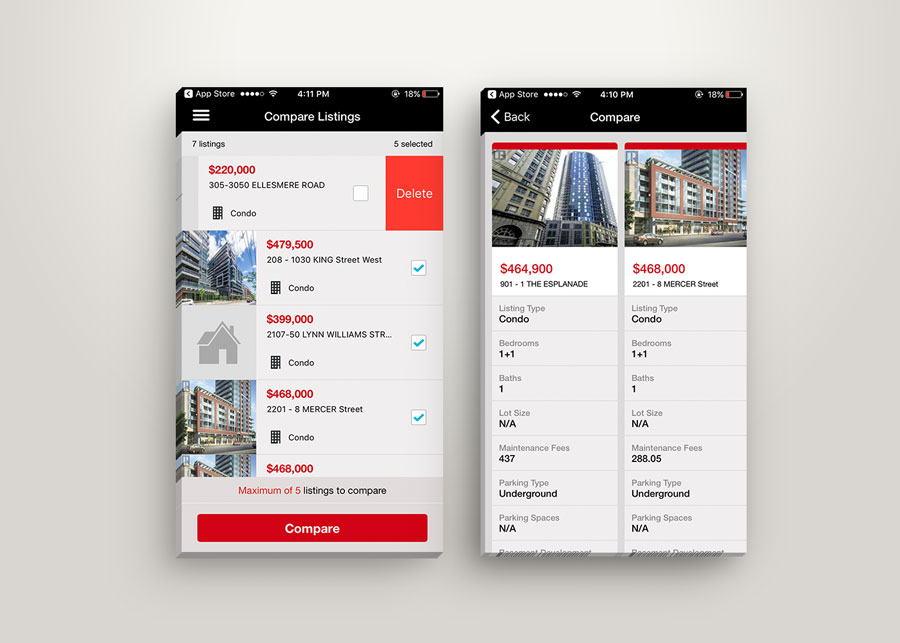 App Store 4:11 PM 18%
Compare Listings
7 listings 5 selected
$220,000
305-3050 ELLESMERE ROAD
Condo
Delete
$479,500
208 - 1030 KING Street West
Condo
$399,000
2107-50 LYNN WILLIAMS STR...
Condo
$468,000
2201 - 8 MERCER Street
Condo
$468,000
Maximum of 5 listings to compare
Compare
App Store 4:10 PM 18%
Back Compare
$464,900
901 - 1 THE ESPLANADE
Listing Type
Condo
Bedrooms
1+1
Baths
1
Lot Size
N/A
Maintenance Fees
437
Parking Type
Underground
Parking Spaces
N/A
Basement Development
$468,000
2201 - 8 MERCER Street
Listing Type
Condo
Bedrooms
1+1
Baths
1
Lot Size
N/A
Maintenance Fees
288.05
Parking Type
Underground
Parking Spaces
N/A
Basement Development